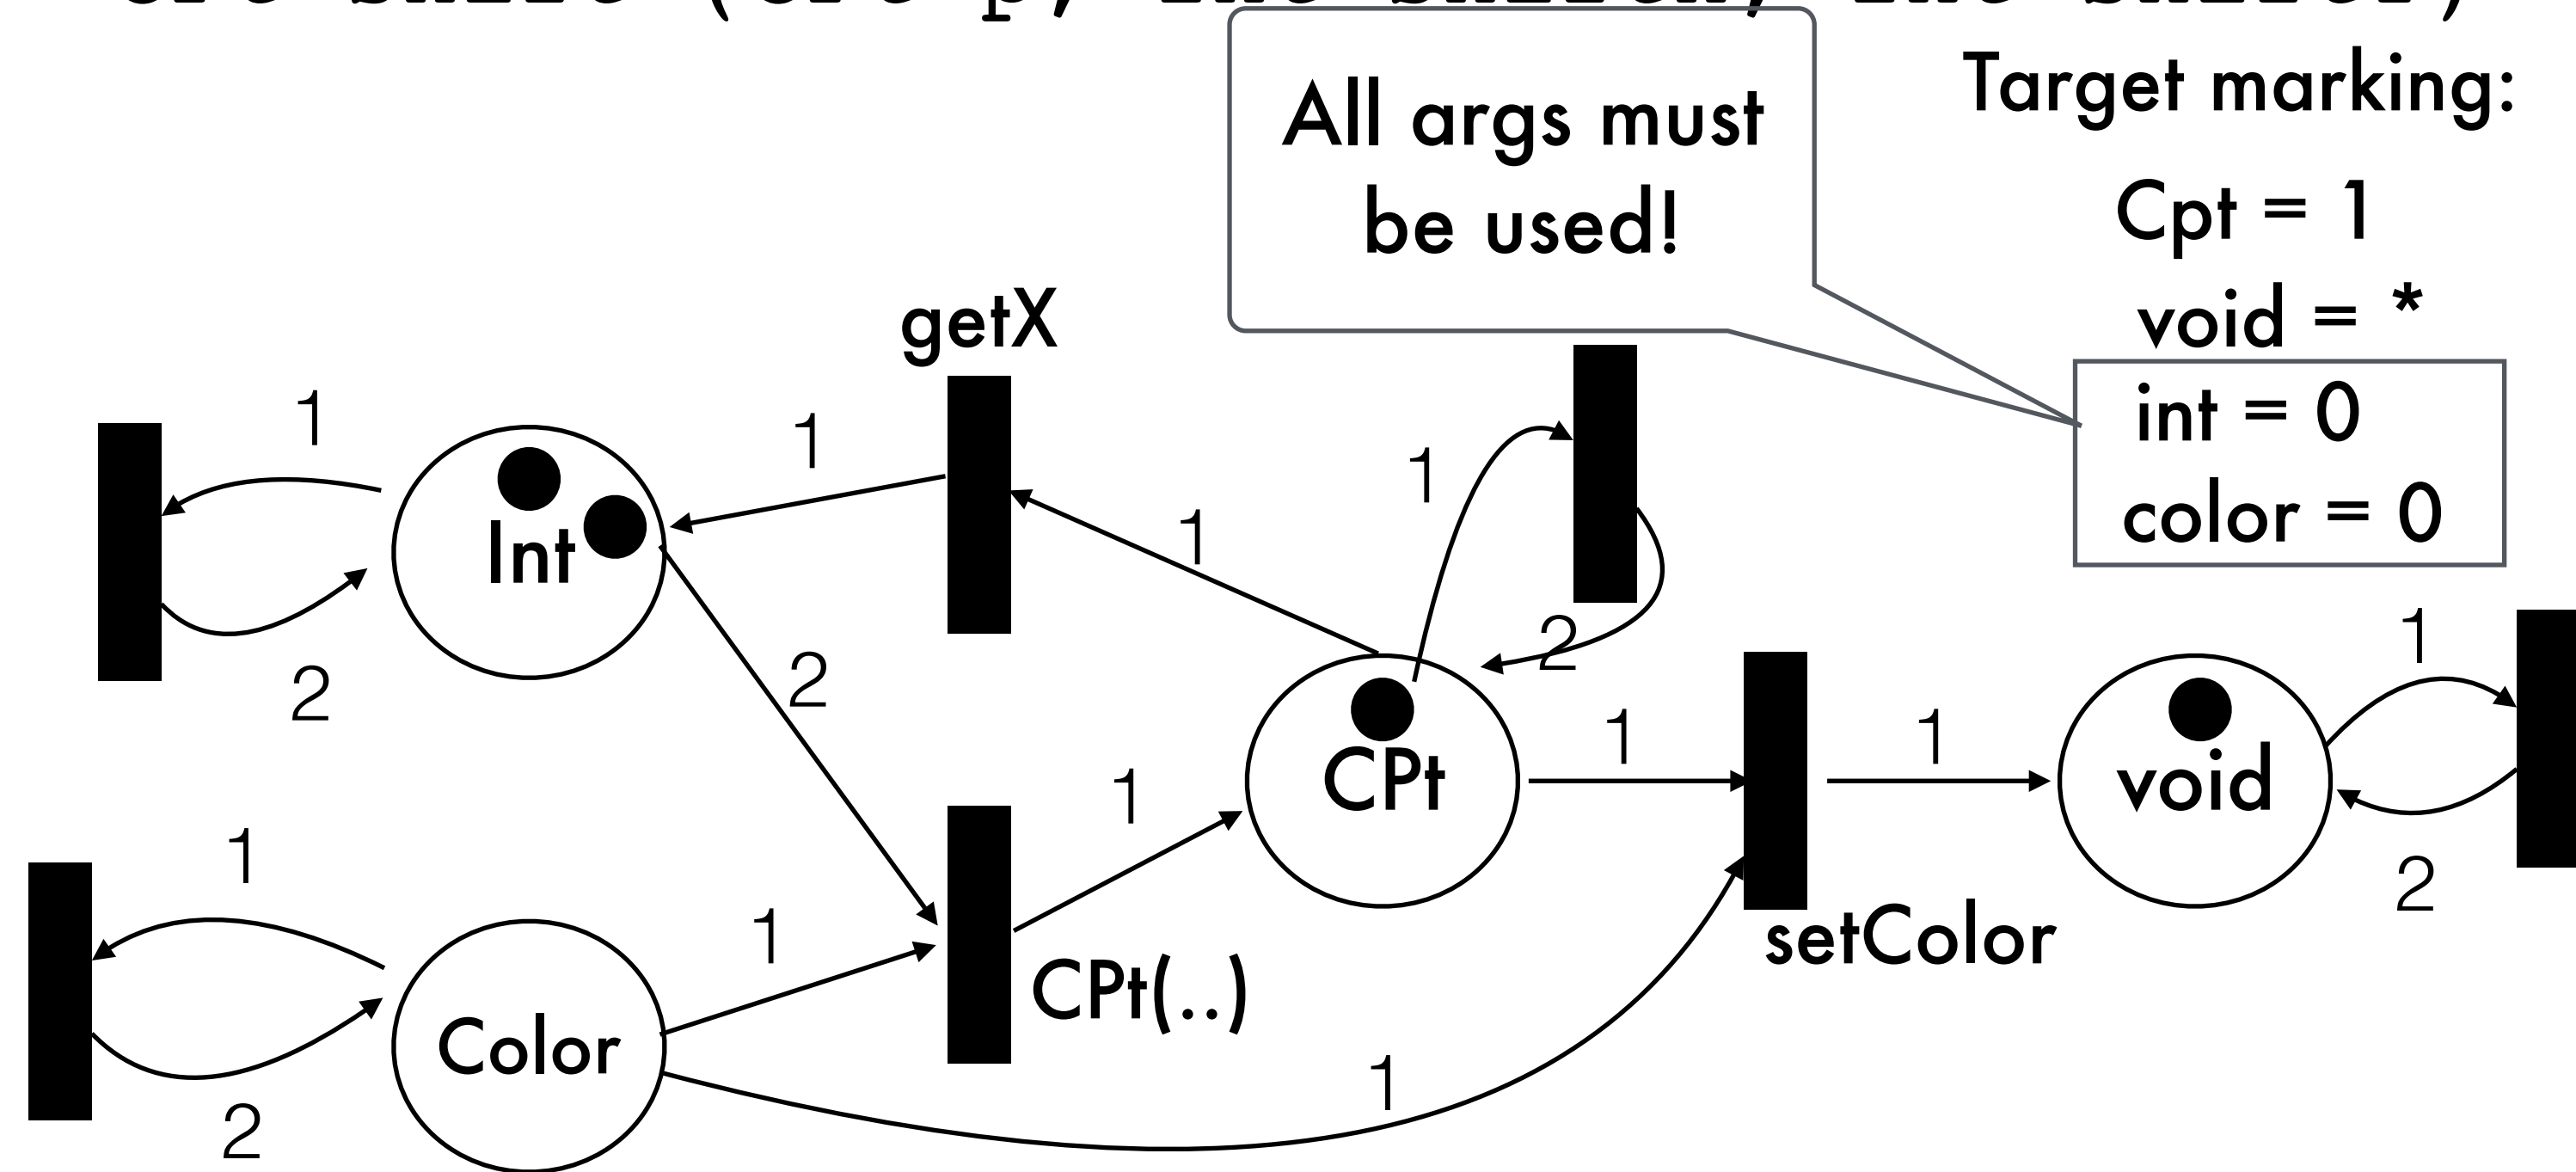 All args must
be used!
Target marking:
Cpt = 1
void = *
int = 0
color = 0
getX
1
1
1
1
Int
2
2
2
1
CPt
1
1
void
1
2
1
1
1
setColor
CPt(..)
Color
2
1